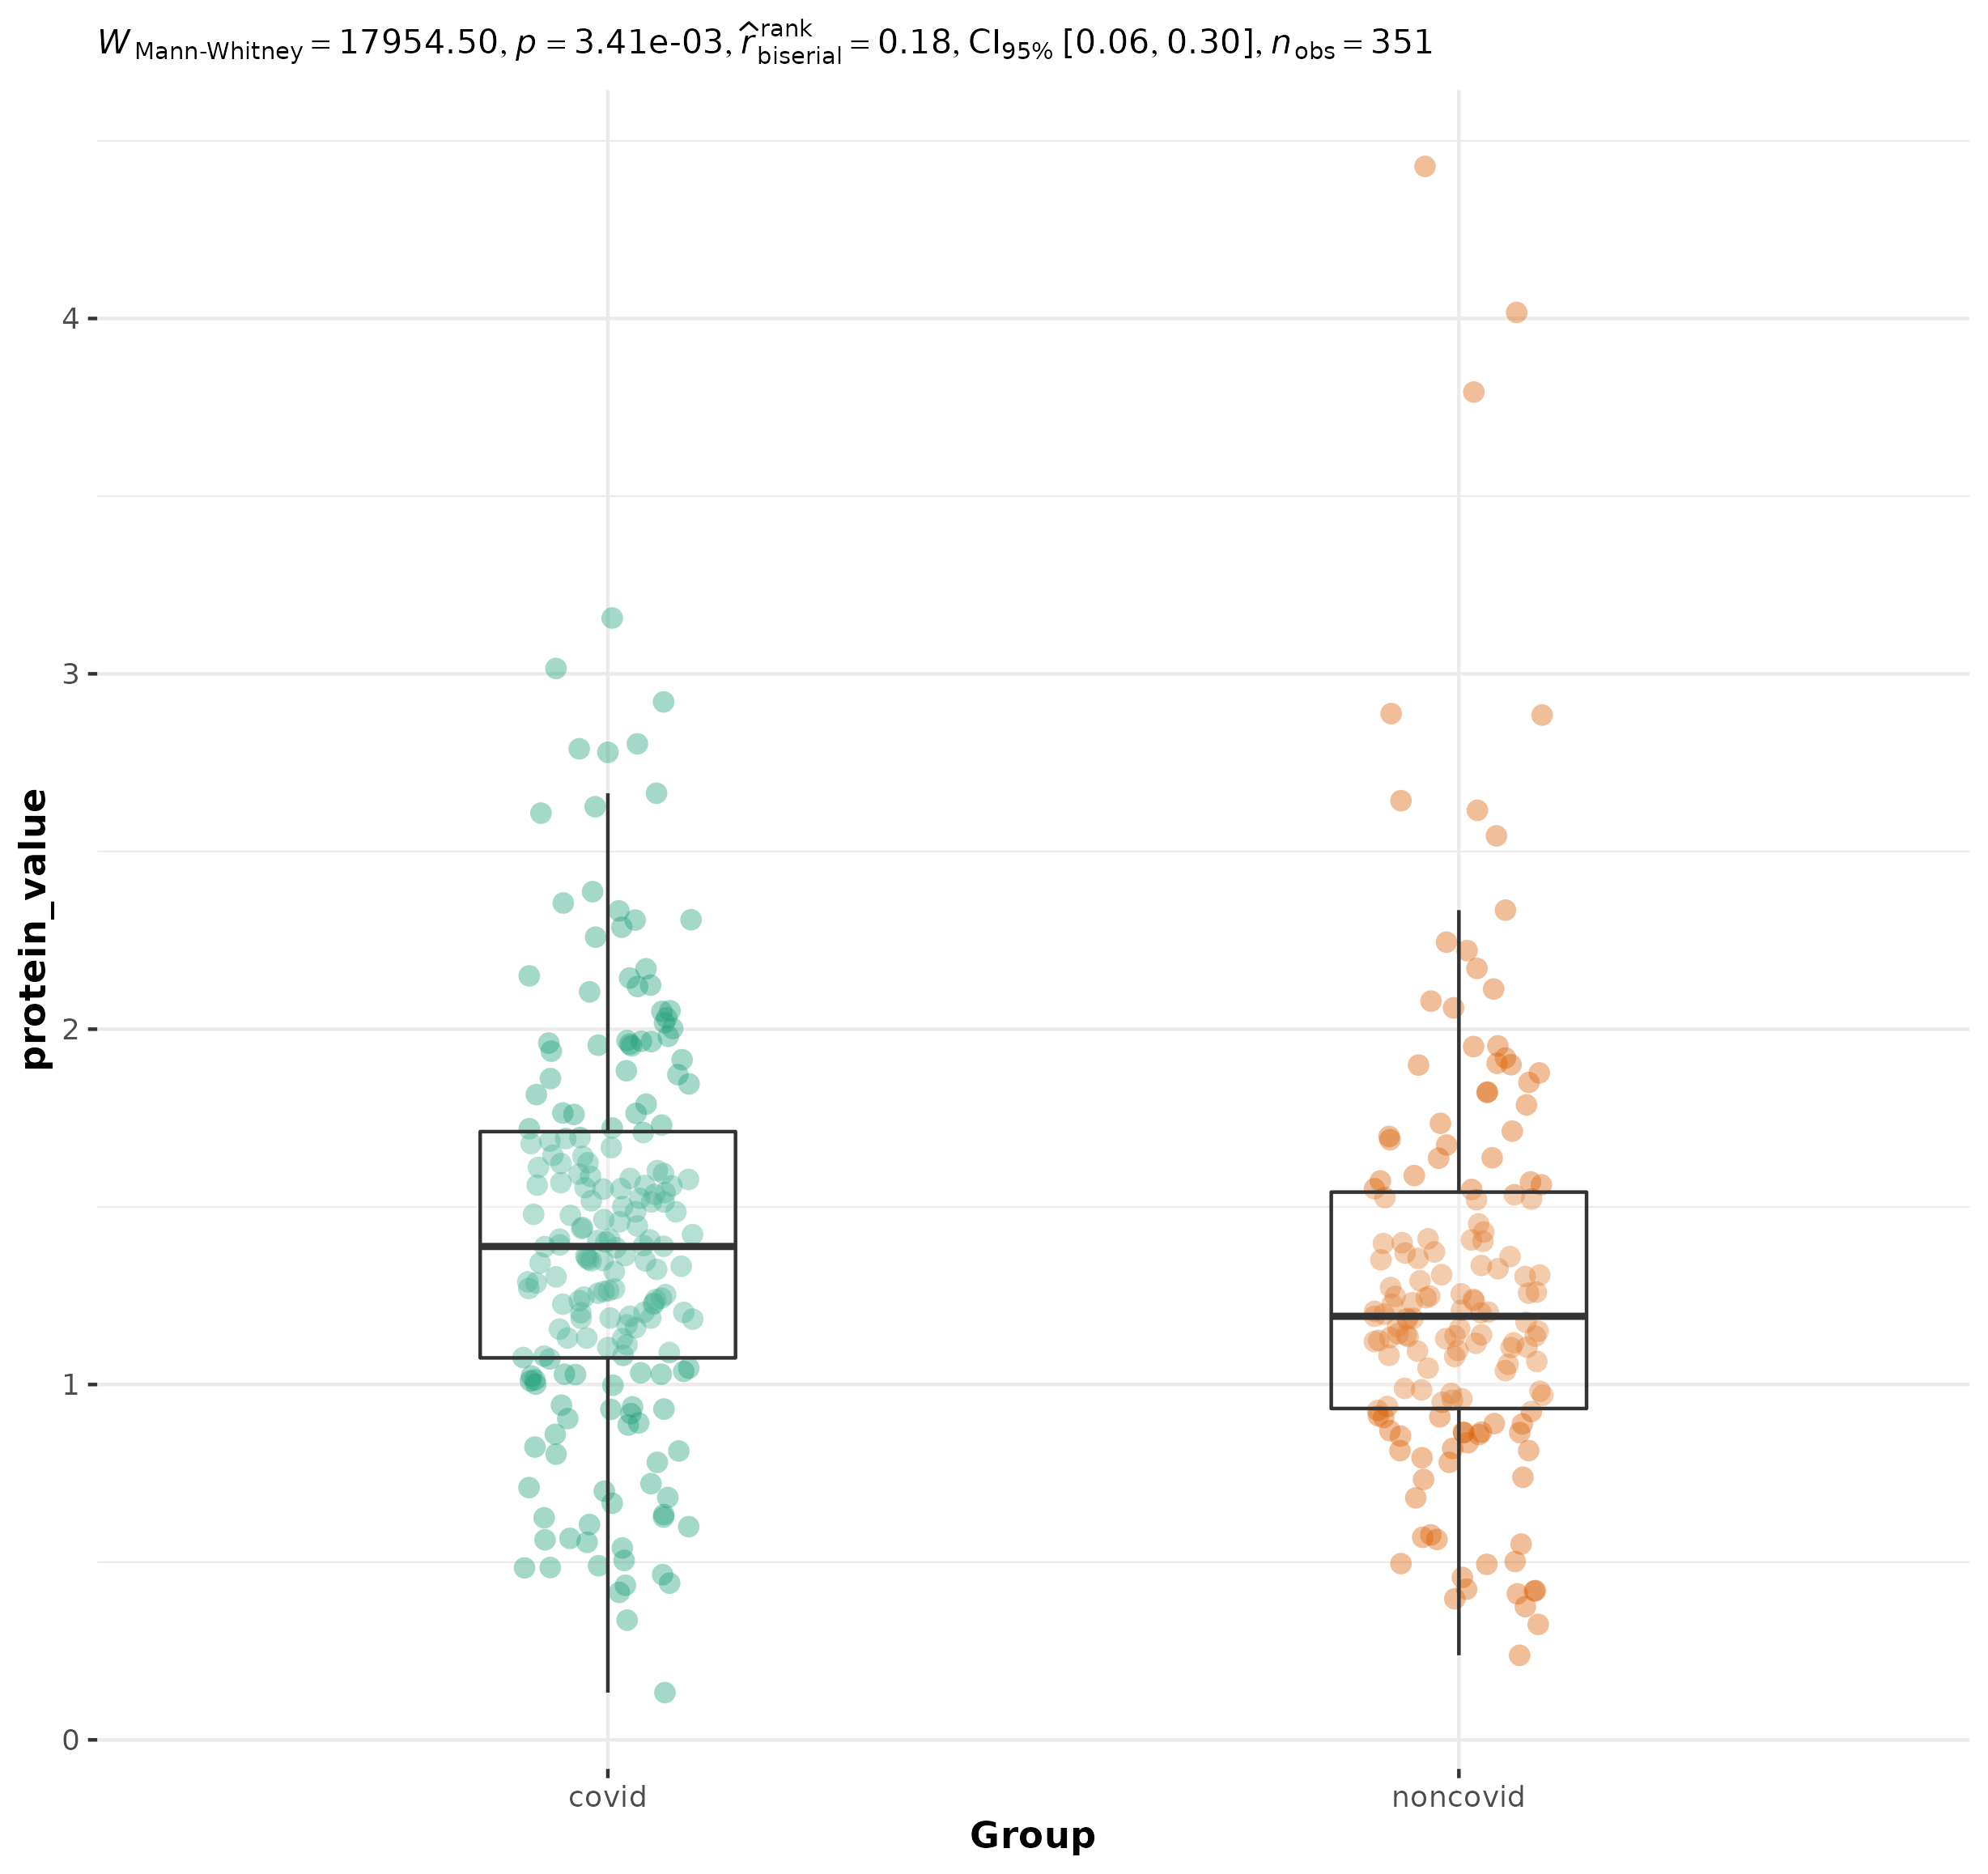 W Mann-Whitney = 17954.50, p = 3.41e-03, r̂ rank biserial = 0.18, CI95% [0.06, 0.30], n obs = 351
4
3
2
1
0
protein_value
covid noncovid
Group